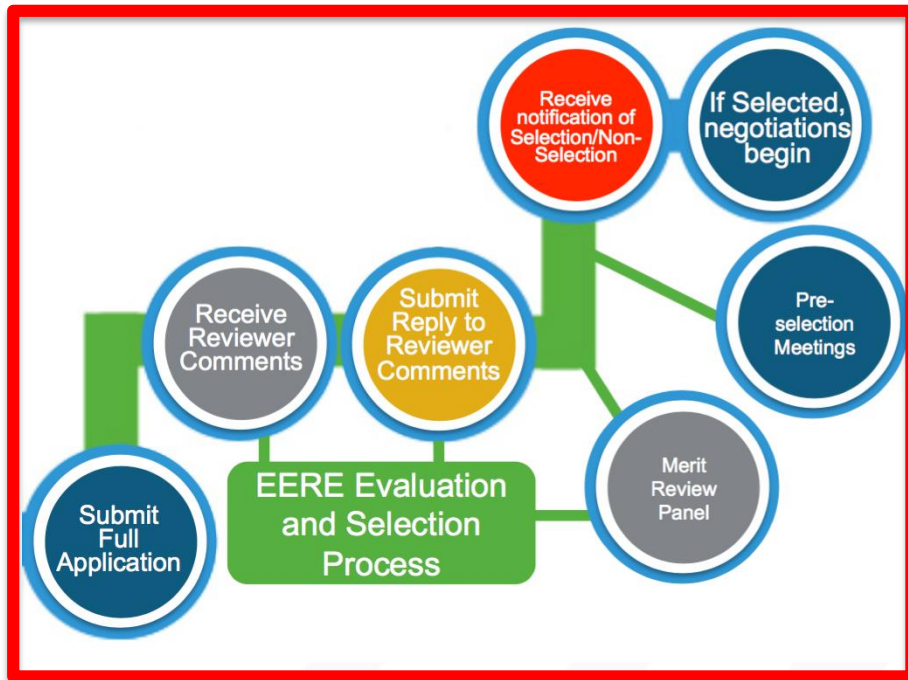 Receive
notification of
Selection/Non-
Selection
If Selected,
negotiations
begin
Receive
Reviewer
Comments
Submit
Reply to
Reviewer
Comments
Pre-
selection
Meetings
Submit
Full
Application
EERE Evaluation
and Selection
Process
Merit
Review
Panel